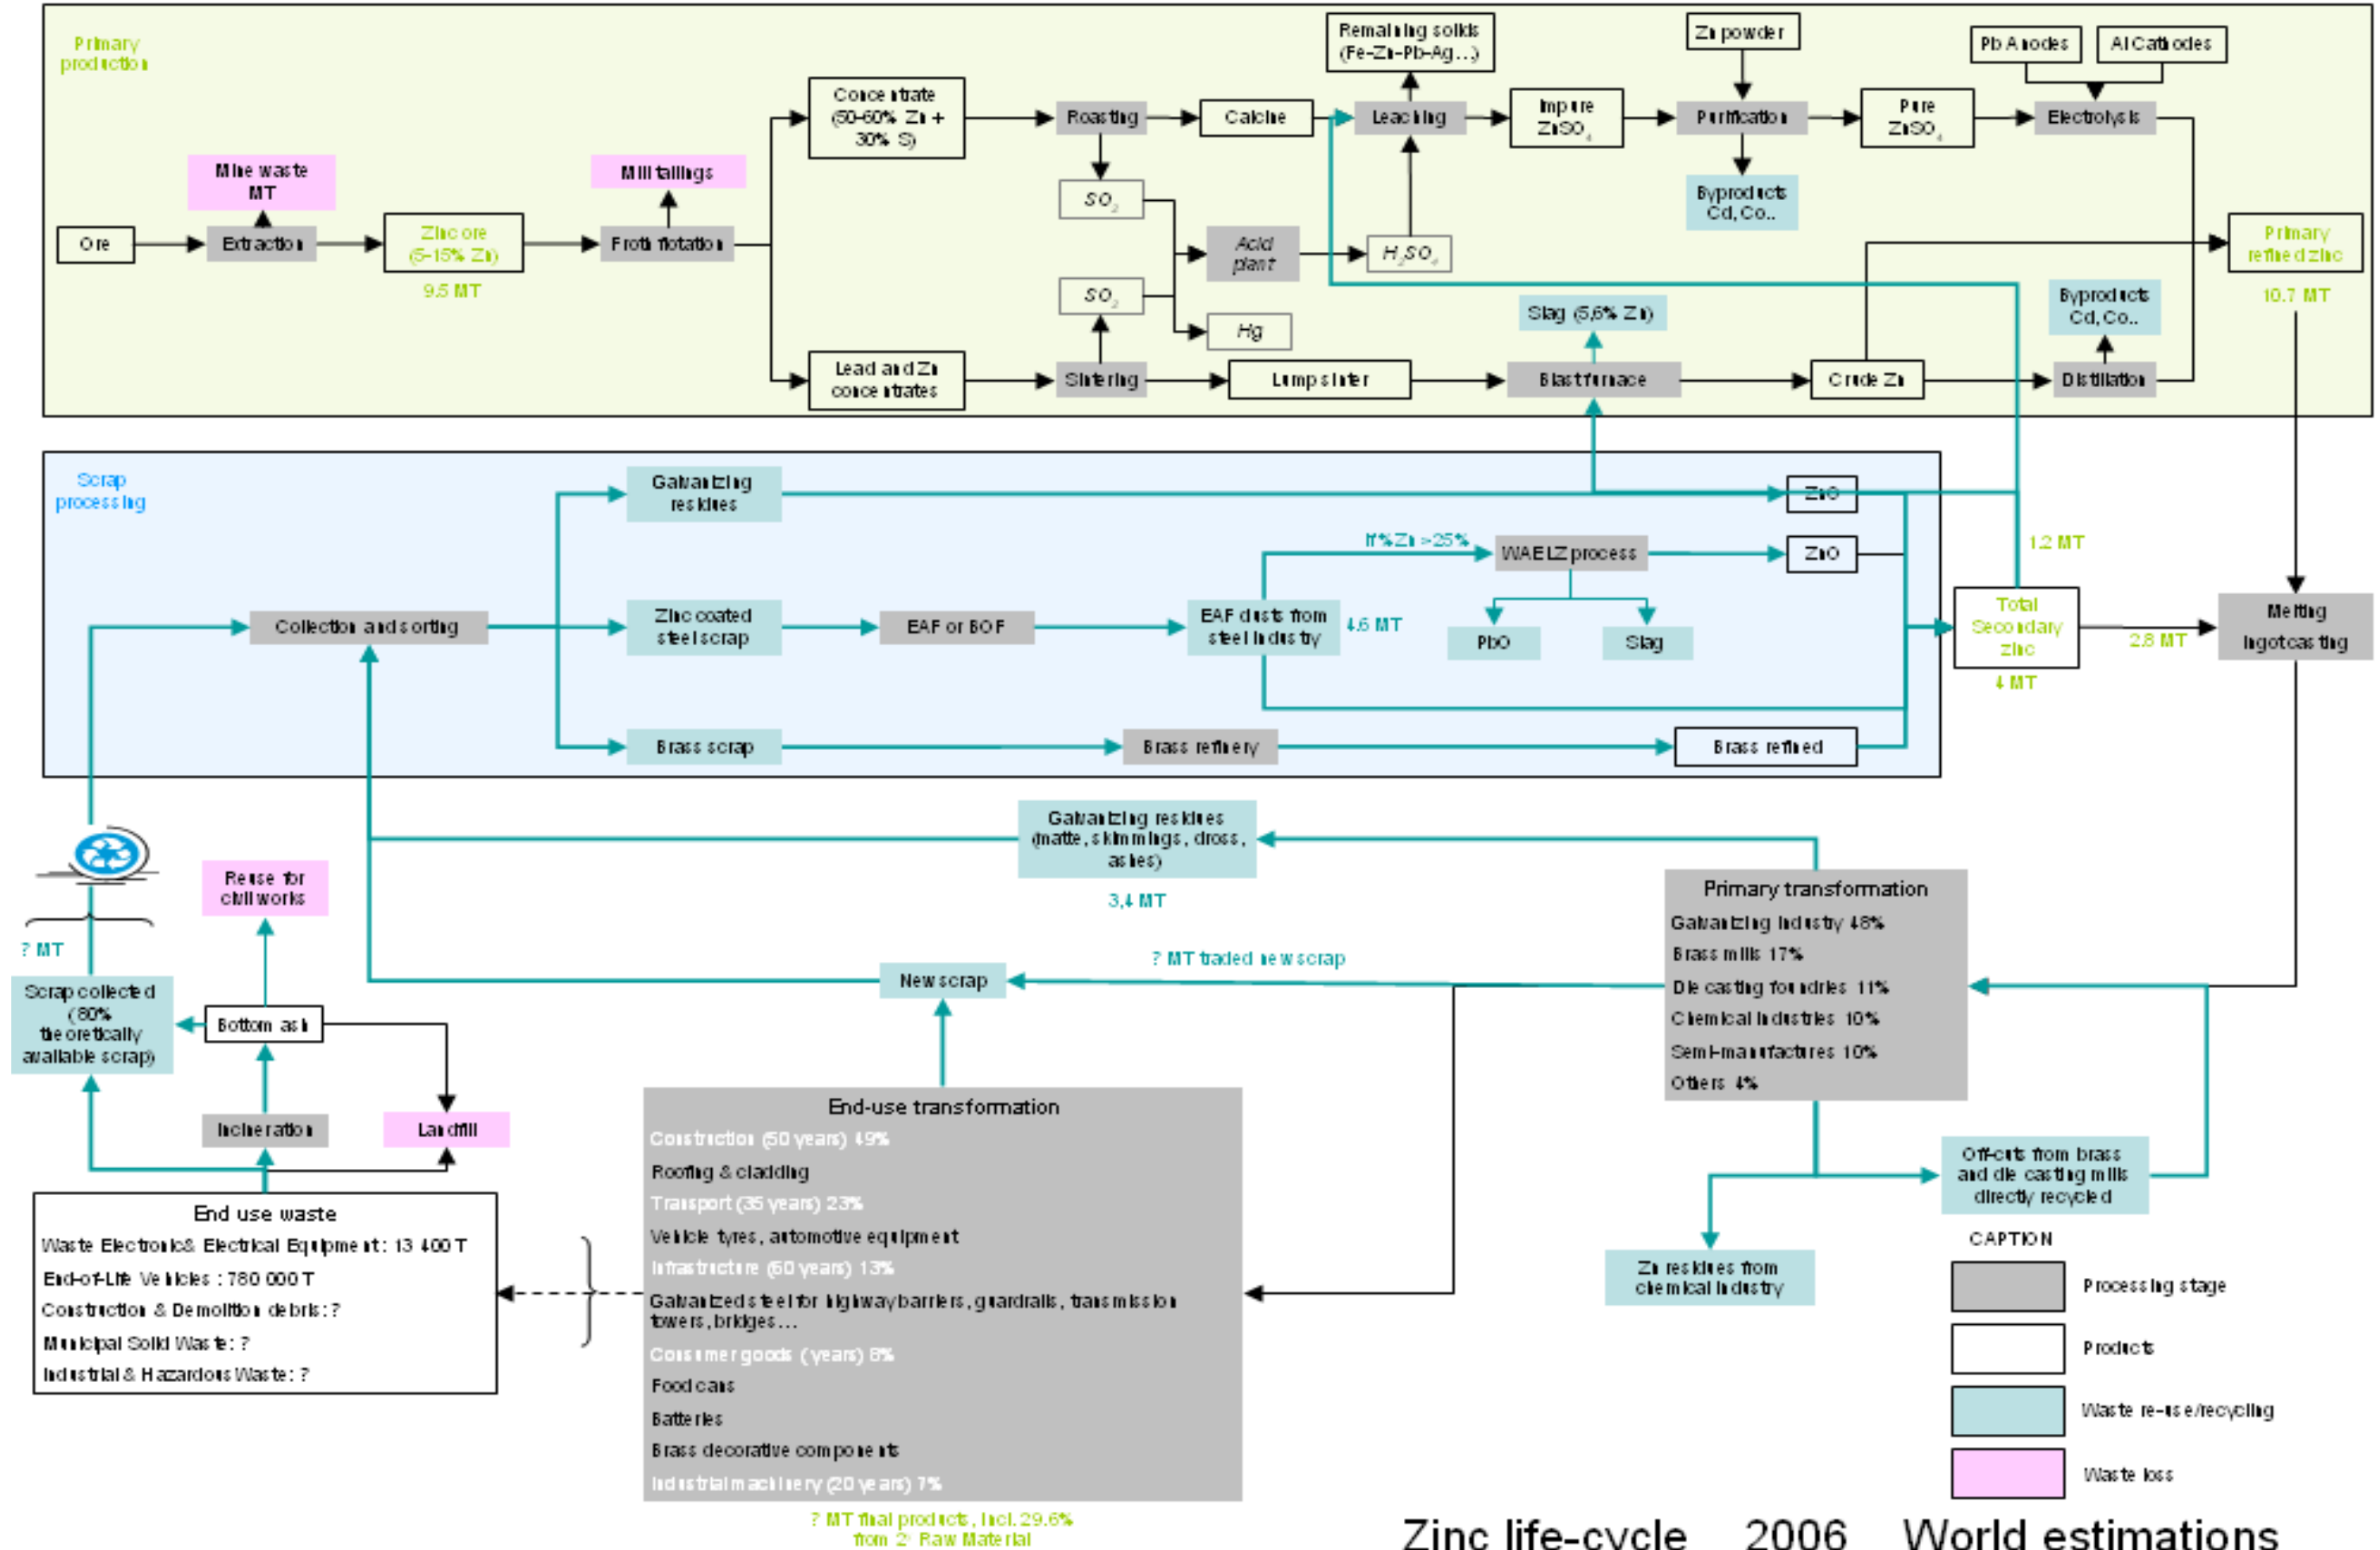 Primary
production
Ore
Mine waste
MT
Extraction
Zinc ore
(5-15% Zn)
9.5 MT
Mill tailings
Froth flotation
Concentrate
(50-60% Zn +
30% S)
Lead and Zn
concentrates
Roasting
SO2
SO2
Sintering
Calcine
Acid
plant
Hg
Lump sinter
Remaining solids
(Fe-Zn-Pb-Ag...)
Leaching
H2SO4
Impure
ZnSO4
Slag (5,6% Zn)
Blast furnace
Zn powder
Purification
Byproducts
Cd, Co..
Pure
ZnSO4
Crude Zn
Pb Anodes
Al Cathodes
Electrolysis
Byproducts
Cd, Co..
Distillation
Primary
refined zinc
10.7 MT
Scrap
processing
Collection and sorting
Galvanizing
residues
ZnO
Zinc coated
steel scrap
EAF or BOF
EAF dusts from
steel industry
4.6 MT
If %Zn >25%
WAELZ process
PbO
Slag
ZnO
Brass scrap
Brass refinery
Brass refined
1.2 MT
Total
Secondary
zinc
4 MT
2.8 MT
Melting
Ingot casting
Galvanizing residues
(matte, skimmings, dross,
ashes)
3,4 MT
? MT traded new scrap
New scrap
Reuse for
civil works
? MT
Scrap collected
(80%
theoretically
available scrap)
Bottom ash
Incineration
Landfill
End use waste
Waste Electronic& Electrical Equipment: 13 400 T
End-of-Life Vehicles : 780 000 T
Construction & Demolition debris: ?
Municipal Solid Waste: ?
Industrial & Hazardous Waste: ?
End-use transformation
Construction (50 years) 49%
Roofing & cladding
Transport (35 years) 23%
Vehicle tyres, automotive equipment
Infrastructure (60 years) 13%
Galvanized steel for highway barriers, guardrails, transmission
towers, bridges...
Consumer goods ( years) 8%
Food cans
Batteries
Brass decorative components
Industrial machinery (20 years) 7%
? MT final products, incl. 29.6%
from 2. Raw Material
Primary transformation
Galvanizing industry 48%
Brass mills 17%
Die casting foundries 11%
Chemical industries 10%
Semi-manufactures 10%
Others 4%
Off-cuts from brass
and die casting mills
directly recycled
Zn residues from
chemical industry
CAPTION
Processing stage
Products
Waste re-use/recycling
Waste loss
Zinc life-cycle 2006 World estimations